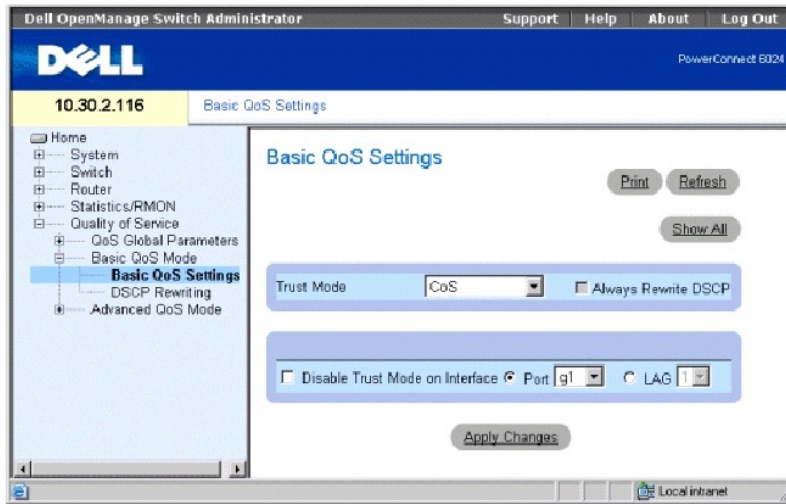 Dell OpenManage Switch Administrator
Support Help About Log Out
DELL
PowerConnect 6024
10.30.2.116
Basic QoS Settings
Home
System
Switch
Router
Statistics/RMON
Quality of Service
QoS Global Parameters
Basic QoS Mode
Basic QoS Settings
DSCP Rewriting
Advanced QoS Mode
Basic QoS Settings
Print Refresh
Show All
Trust Mode CoS Always Rewrite DSCP
Disable Trust Mode on Interface Port g1 LAG 1
Apply Changes
Local intranet